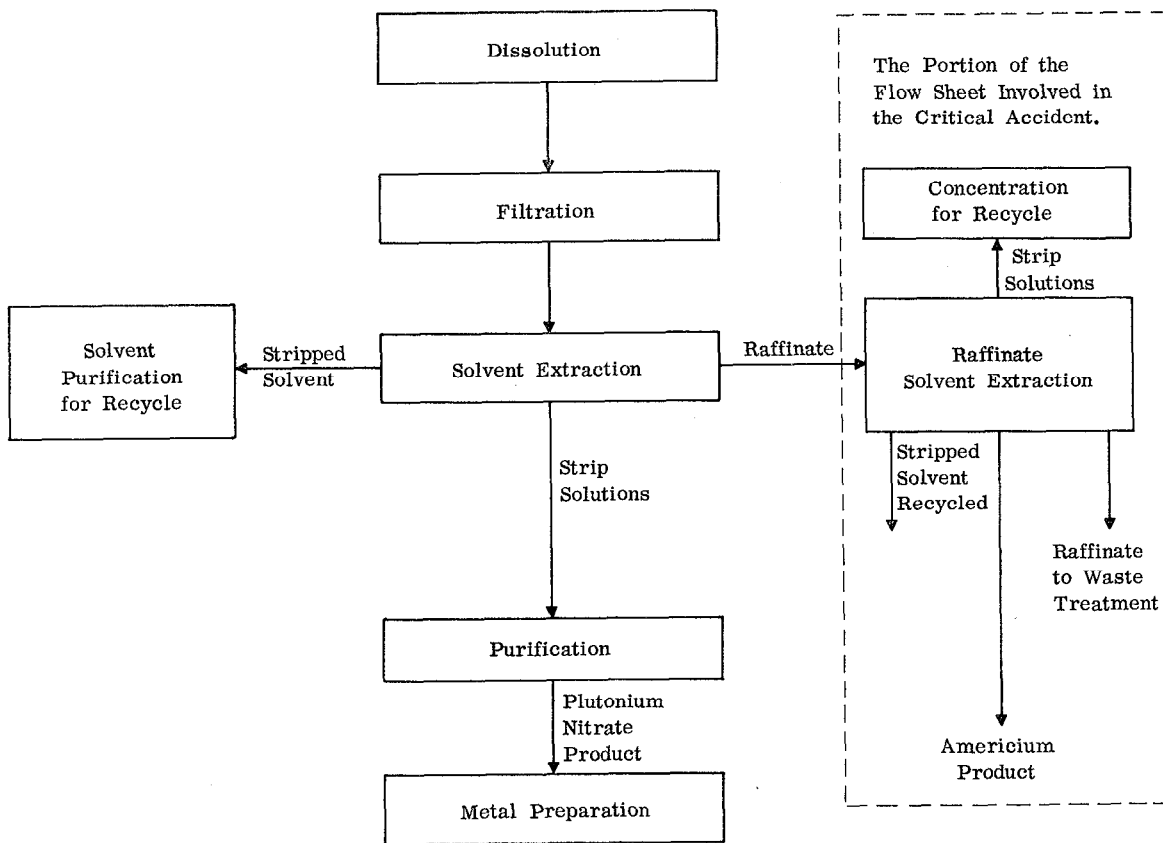 Dissolution
The Portion of the
Flow Sheet Involved in
the Critical Accident.
Filtration
Concentration
for Recycle
Strip
Solutions
Solvent
Purification
for Recycle
Stripped
Solvent
Solvent Extraction
Raffinate
Raffinate
Solvent Extraction
Strip
Solutions
Stripped
Solvent
Recycled
Raffinate
to Waste
Treatment
Purification
Plutonium
Nitrate
Product
Americium
Product
Metal Preparation